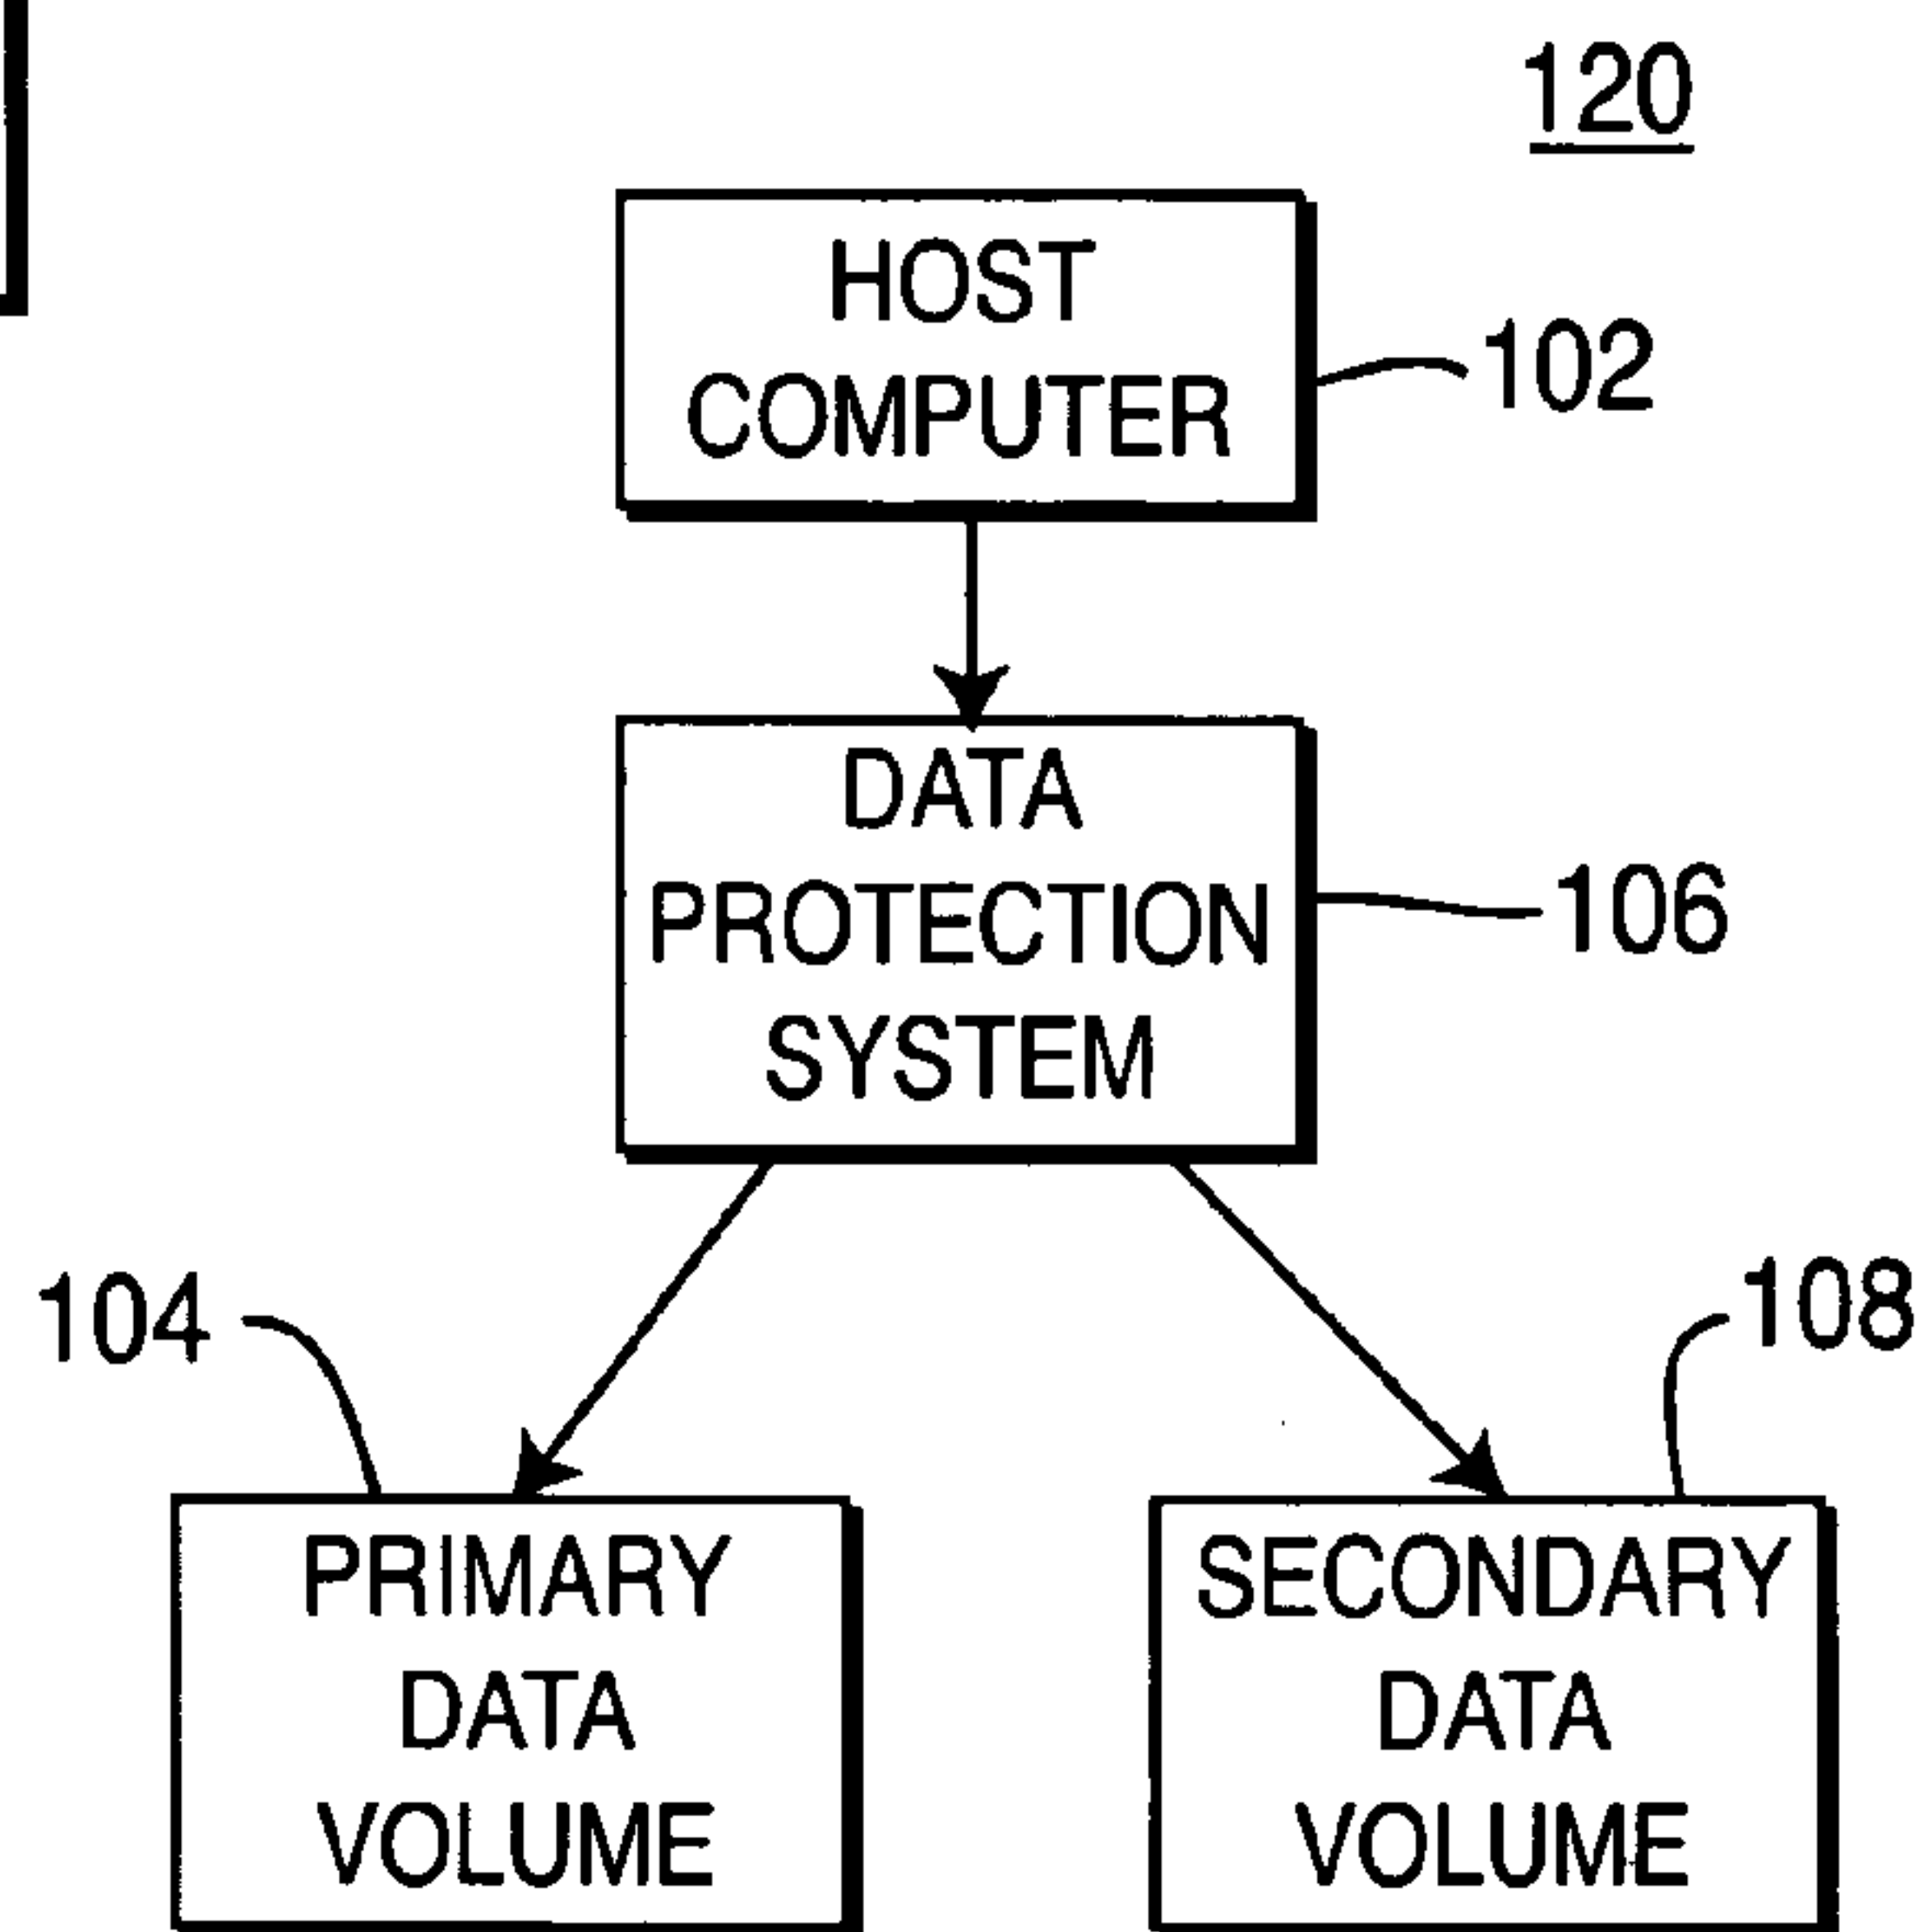 120
HOST
COMPUTER
102
DATA
PROTECTION
SYSTEM
106
104
108
PRIMARY
DATA
VOLUME
SECONDARY
DATA
VOLUME